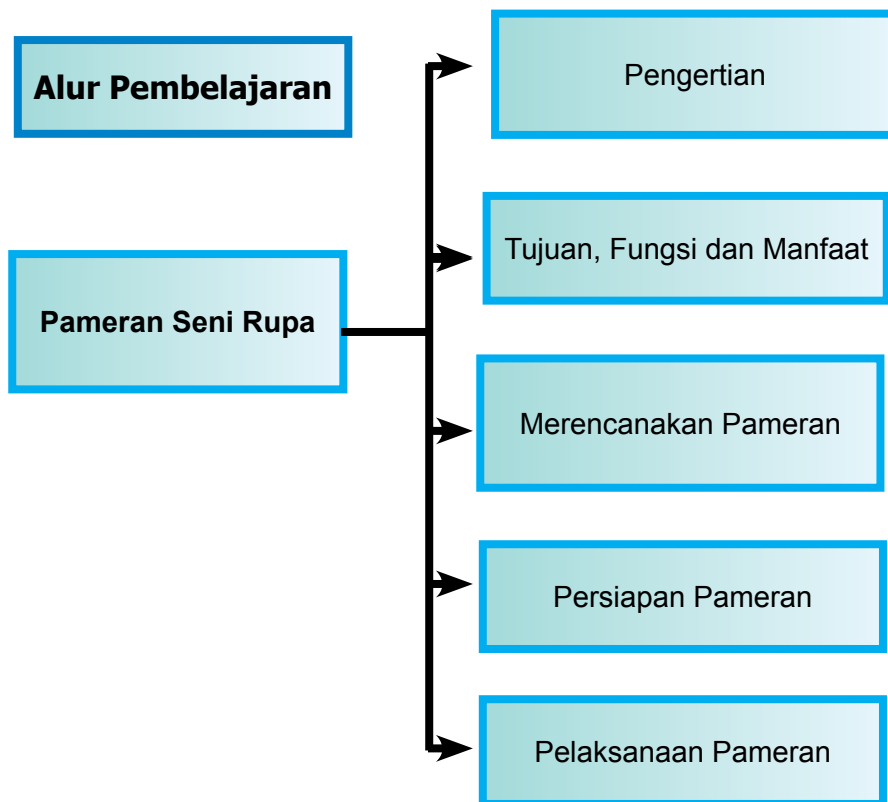 Alur Pembelajaran
Pameran Seni Rupa
Pengertian
Tujuan, Fungsi dan Manfaat
Merencanakan Pameran
Persiapan Pameran
Pelaksanaan Pameran